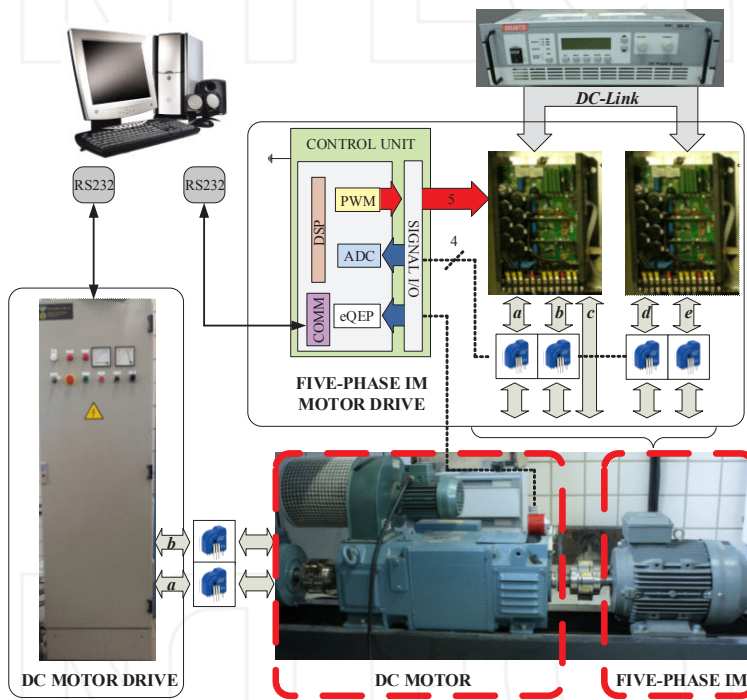 DC-Link
CONTROL UNIT
RS232
RS232
PWM
5
DSP
SIGNAL I/O
ADC
4
COMM
eQEP
a
b
c
d
e
FIVE-PHASE IM
MOTOR DRIVE
b
a
DC MOTOR DRIVE
DC MOTOR
FIVE-PHASE IM